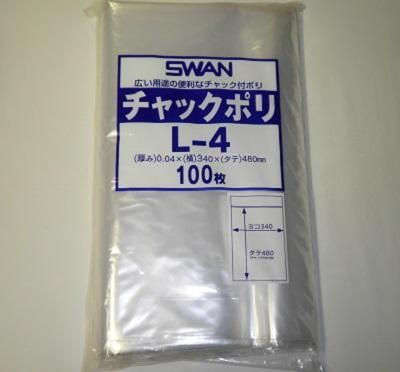 SWAN
広い用途の便利なチャック付ポリ
チャックポリ
L-4
(厚み)0.04×(横)340×(タテ)480mm
100枚
ヨコ340
タテ480